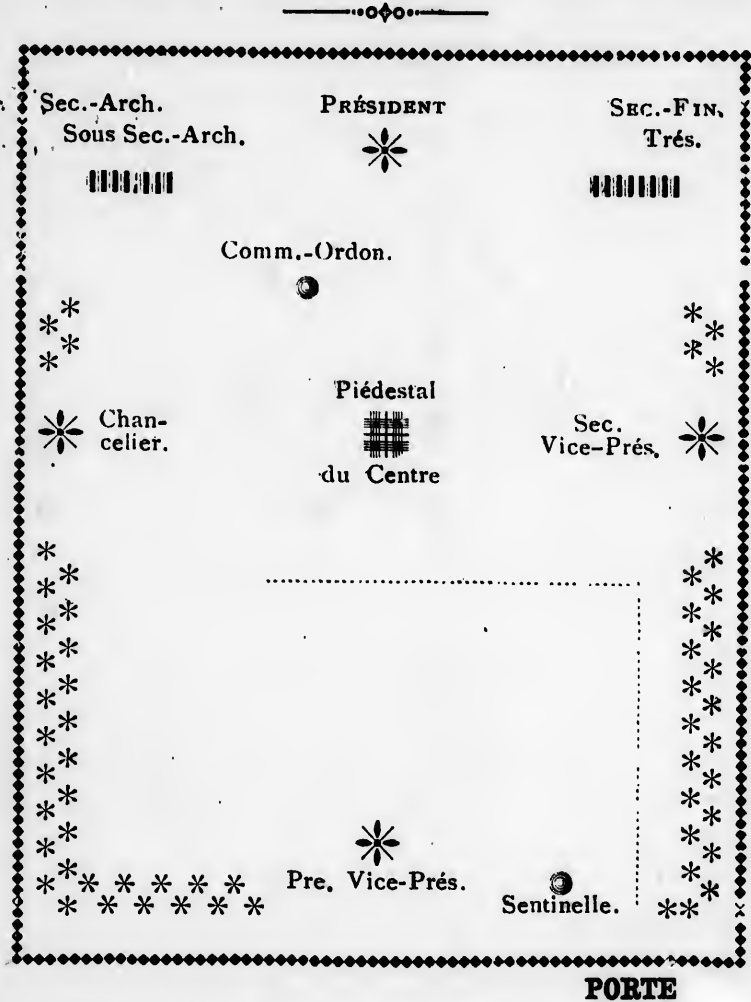 Sec.-Arch.
Sous Sec.-Arch.
PRÉSIDENT
SEC.-FIN.
Trés.
Comm.-Ordon.
Chan-
celier.
Piédestal
du Centre
Sec.
Vice-Prés.
Pre. Vice-Prés.
Sentinelle.
PORTE